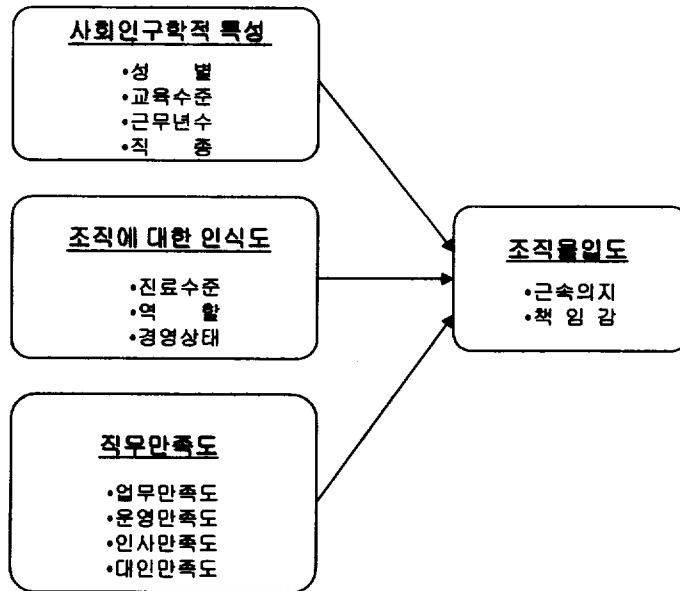 사회인구학적 특성
•성 별
•교육수준
•근무년수
•직 종
조직에 대한 인식도
•진료수준
•역 할
•경영상태
조직몰입도
•근속의지
•책 임 감
직무만족도
•업무만족도
•운영만족도
•인사만족도
•대인만족도